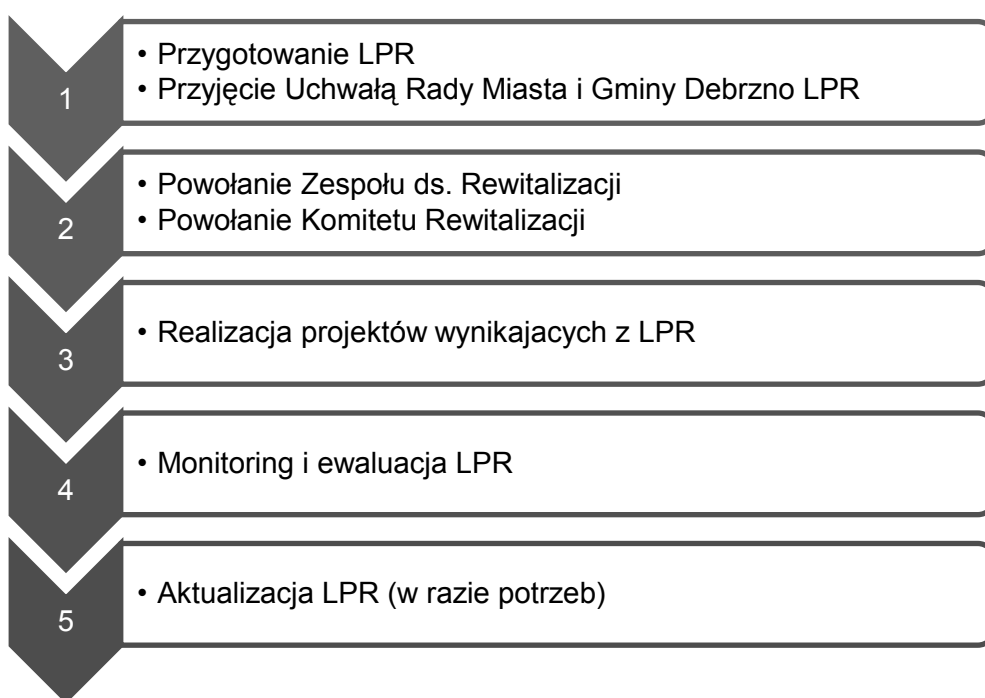 1
• Przygotowanie LPR
• Przyjęcie Uchwałą Rady Miasta i Gminy Debrzno LPR
2
• Powołanie Zespołu ds. Rewitalizacji
• Powołanie Komitetu Rewitalizacji
3
• Realizacja projektów wynikajacych z LPR
4
• Monitoring i ewaluacja LPR
5
• Aktualizacja LPR (w razie potrzeb)